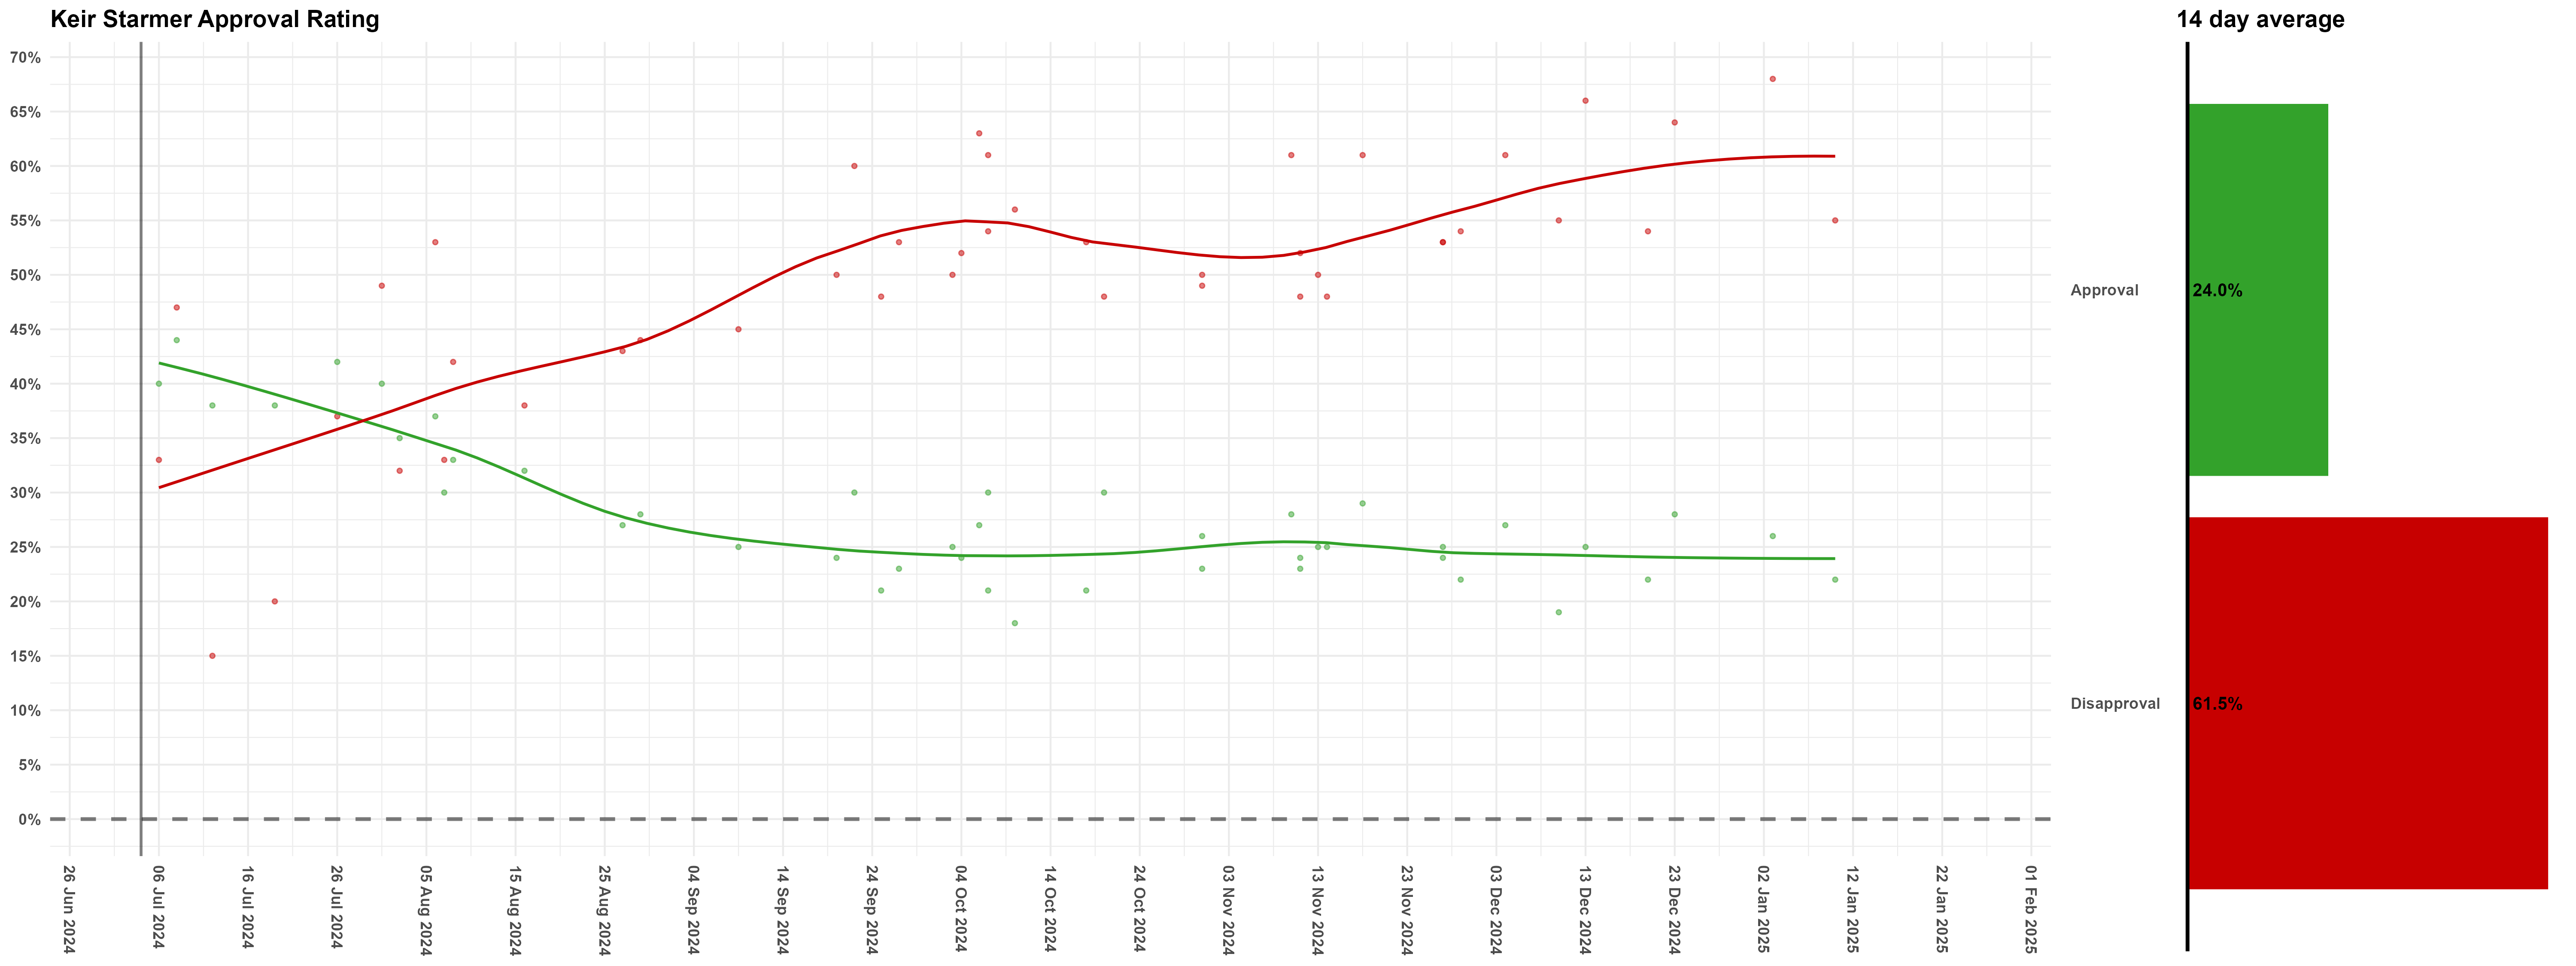 Keir Starmer Approval Rating
70%
65%
60%
55%
50%
45%
40%
35%
30%
25%
20%
15%
10%
5%
0%
26 Jun 2024
06 Jul 2024
16 Jul 2024
26 Jul 2024
05 Aug 2024
15 Aug 2024
25 Aug 2024
04 Sep 2024
14 Sep 2024
24 Sep 2024
04 Oct 2024
14 Oct 2024
24 Oct 2024
03 Nov 2024
13 Nov 2024
23 Nov 2024
03 Dec 2024
13 Dec 2024
23 Dec 2024
02 Jan 2025
12 Jan 2025
22 Jan 2025
01 Feb 2025
14 day average
Approval
24.0%
Disapproval
61.5%